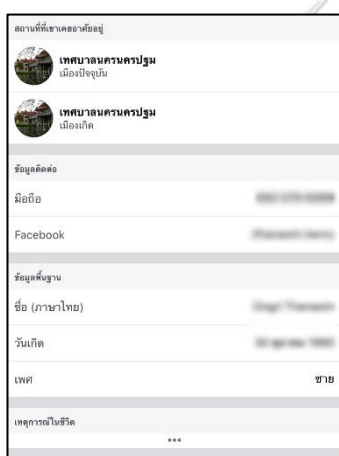 สถานที่ที่เขาเคยอาศัยอยู่
เทศบาลนครนครปฐม
เมืองปัจจุบัน
เทศบาลนครนครปฐม
เมืองเกิด
ข้อมูลติดต่อ
มือถือ
Facebook
ข้อมูลพื้นฐาน
ชื่อ (ภาษาไทย)
วันเกิด
เพศ ชาย
เหตุการณ์ในชีวิต